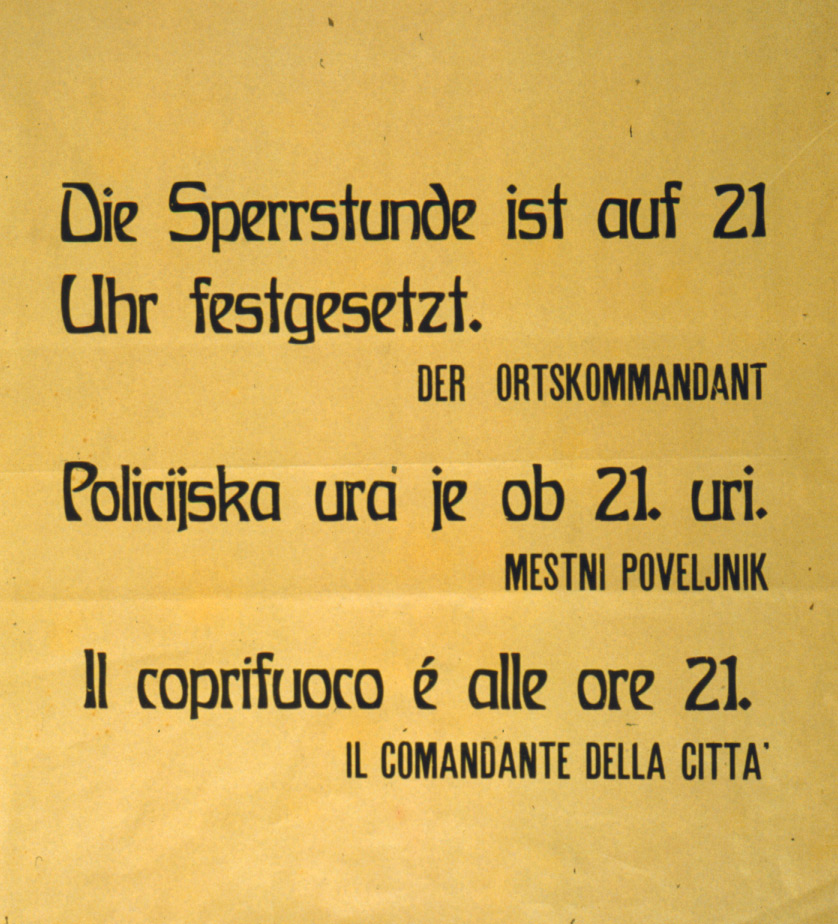 Die Sperrstunde ist auf 21
Uhr festgesetzt.
DER ORTSKOMMANDANT
Policijska ura je ob 21. uri.
MESTNI POVELJNIK
Il coprifuoco é alle ore 21.
IL COMANDANTE DELLA CITTA'